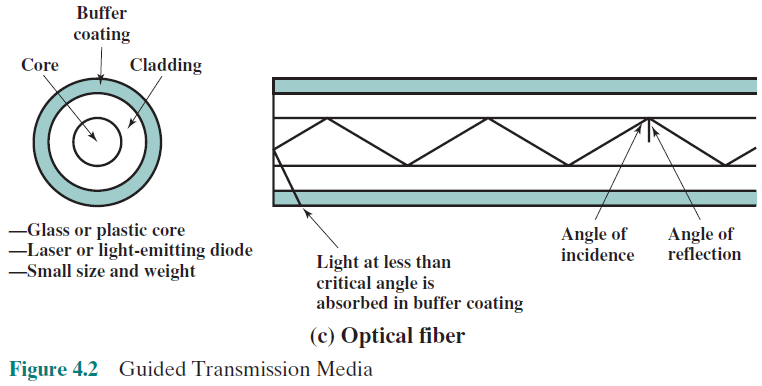 Buffer
coating
Core
Cladding
—Glass or plastic core
—Laser or light-emitting diode
—Small size and weight
Light at less than
critical angle is
absorbed in buffer coating
Angle of
incidence
Angle of
reflection
(c) Optical fiber
Figure 4.2 Guided Transmission Media